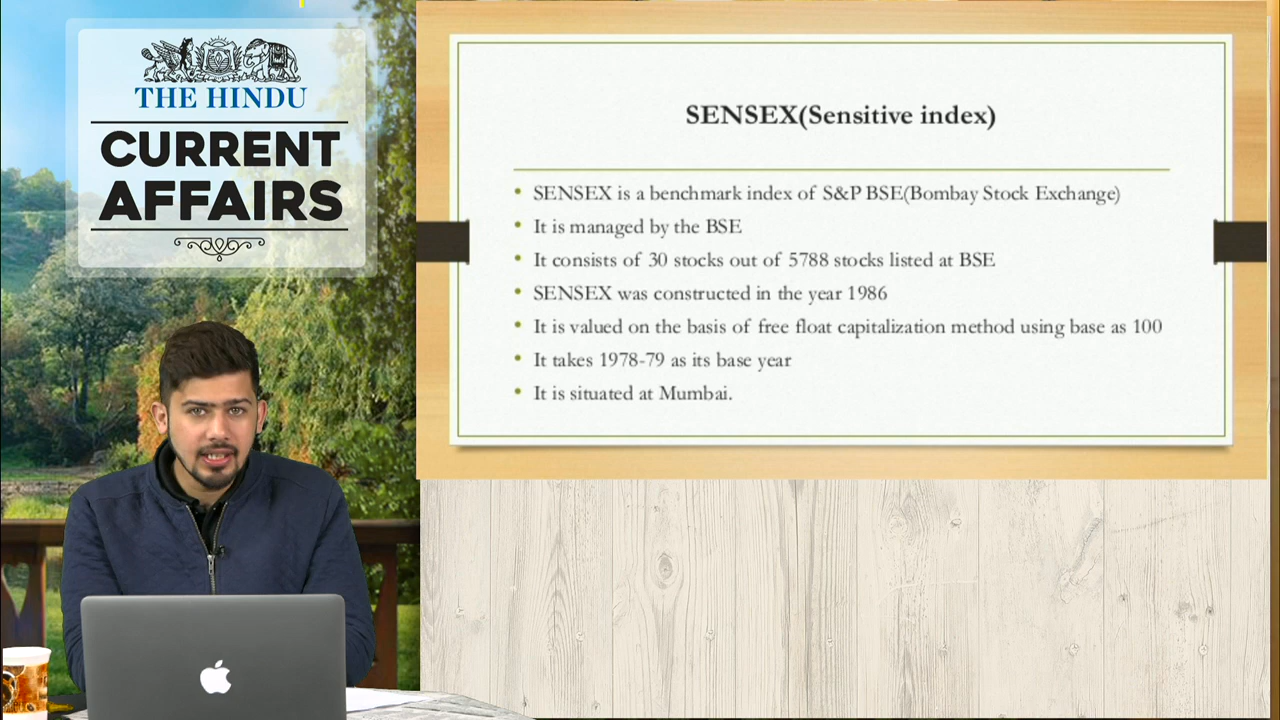 THE HINDU
CURRENT
AFFAIRS
SENSEX(Sensitive index)
• SENSEX is a benchmark index of S&P BSE(Bombay Stock Exchange)
• It is managed by the BSE
• It consists of 30 stocks out of 5788 stocks listed at BSE
• SENSEX was constructed in the year 1986
• It is valued on the basis of free float capitalization method using base as 100
• It takes 1978-79 as its base year
• It is situated at Mumbai.